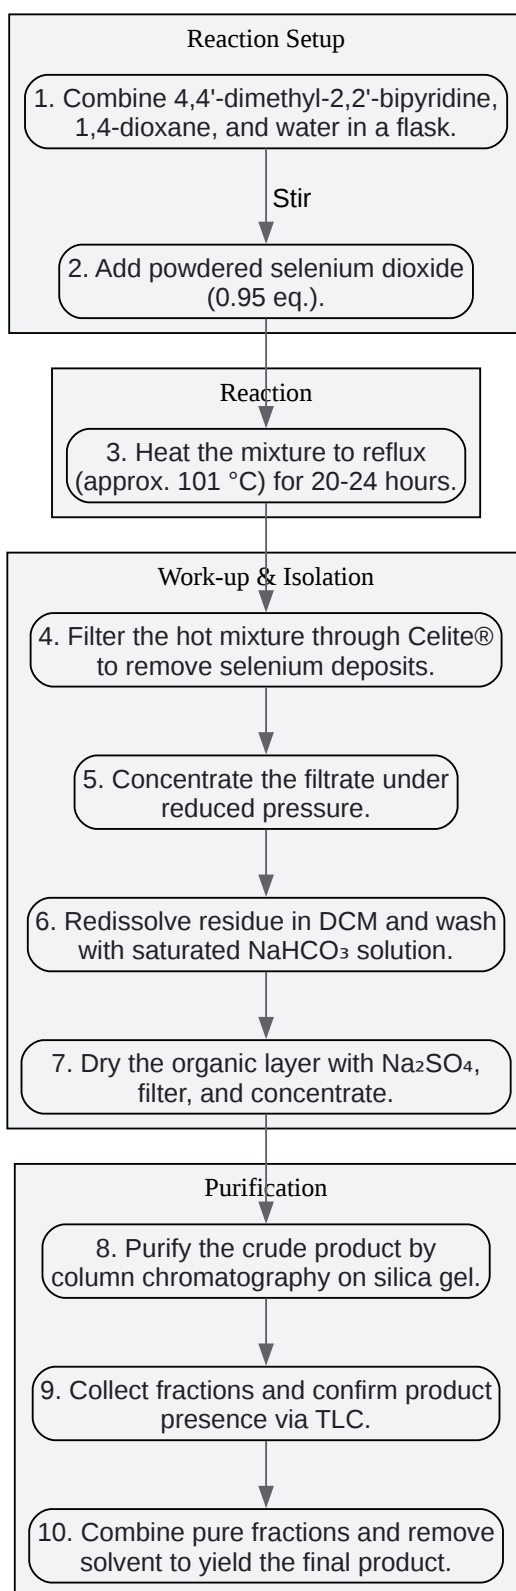 Reaction Setup
1. Combine 4,4'-dimethyl-2,2'-bipyridine,
1,4-dioxane, and water in a flask.
Stir
2. Add powdered selenium dioxide
(0.95 eq.).
Reaction
3. Heat the mixture to reflux
(approx. 101 °C) for 20-24 hours.
Work-up & Isolation
4. Filter the hot mixture through Celite®
to remove selenium deposits.
5. Concentrate the filtrate under
reduced pressure.
6. Redissolve residue in DCM and wash
with saturated NaHCO₃ solution.
7. Dry the organic layer with Na₂SO₄,
filter, and concentrate.
Purification
8. Purify the crude product by
column chromatography on silica gel.
9. Collect fractions and confirm product
presence via TLC.
10. Combine pure fractions and remove
solvent to yield the final product.